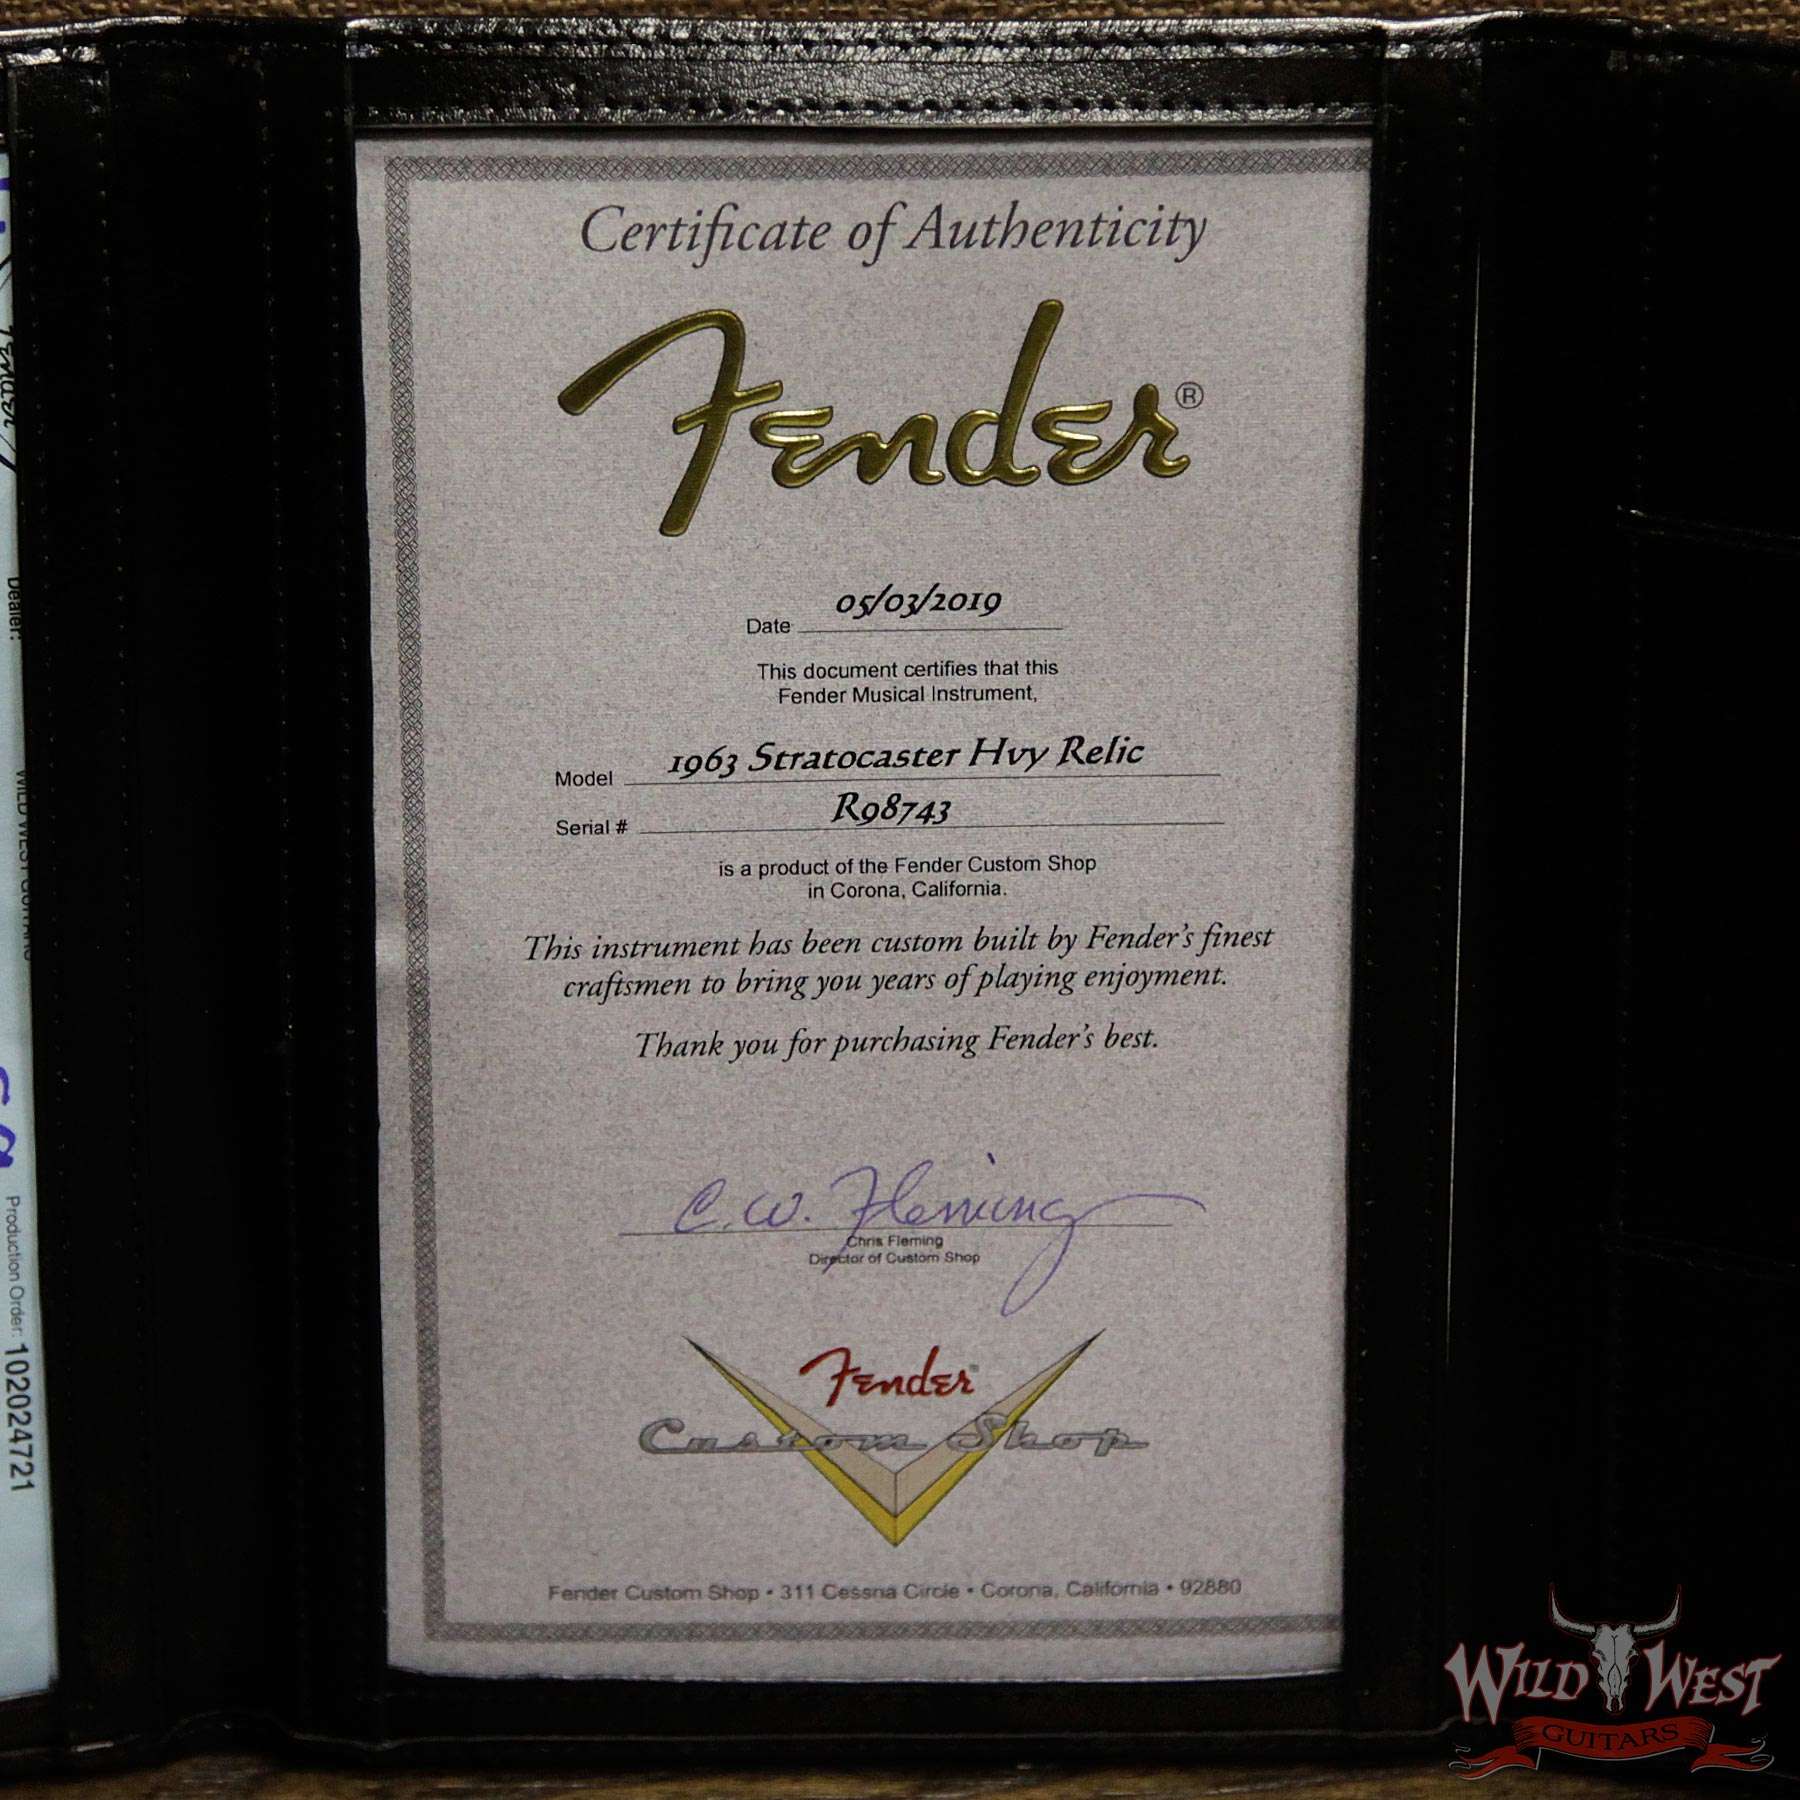 Certificate of Authenticity
Fender®
Date 05/03/2019
This document certifies that this
Fender Musical Instrument,
Model 1963 Stratocaster Hvy Relic
Serial # R98743
is a product of the Fender Custom Shop
in Corona, California.
This instrument has been custom built by Fender's finest
craftsmen to bring you years of playing enjoyment.
Thank you for purchasing Fender's best.
C.W. Fleming
Chris Fleming
Director of Custom Shop
Fender
Custom Shop
Fender Custom Shop • 311 Cessna Circle • Corona, California • 92880
Dealer:
WILD WEST GUITARS
Production Order: 102024721
WILD WEST
GUITARS